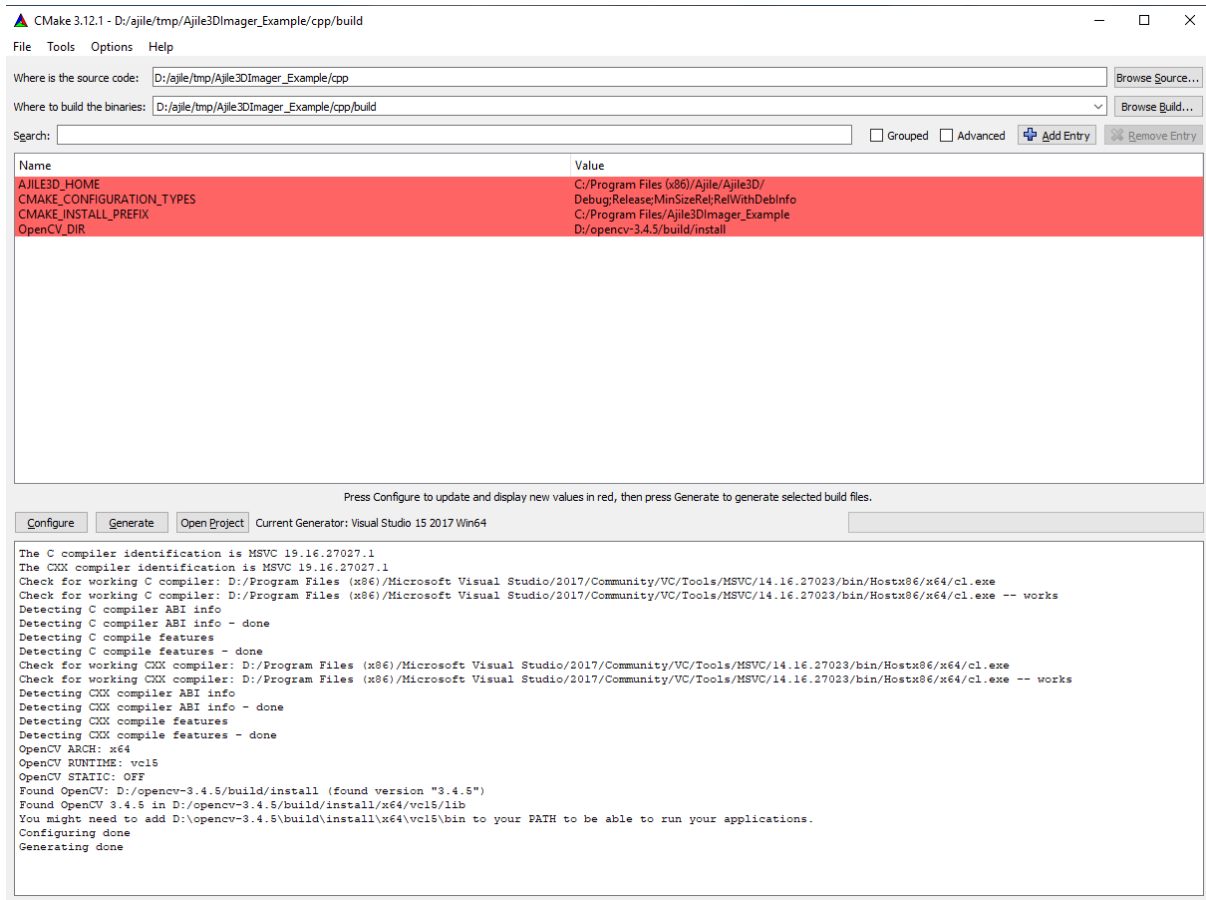 CMake 3.12.1 - D:/ajile/tmp/Ajile3DImager_Example/cpp/build
File Tools Options Help
Where is the source code: D:/ajile/tmp/Ajile3DImager_Example/cpp Browse Source...
Where to build the binaries: D:/ajile/tmp/Ajile3DImager_Example/cpp/build Browse Build...
Search: Grouped Advanced Add Entry Remove Entry
Name Value
AJILE3D_HOME C:/Program Files (x86)/Ajile/Ajile3D/
CMAKE_CONFIGURATION_TYPES Debug;Release;MinSizeRel;RelWithDebInfo
CMAKE_INSTALL_PREFIX C:/Program Files/Ajile3DImager_Example
OpenCV_DIR D:/opencv-3.4.5/build/install
Press Configure to update and display new values in red, then press Generate to generate selected build files.
Configure Generate Open Project Current Generator: Visual Studio 15 2017 Win64
The C compiler identification is MSVC 19.16.27027.1
The CXX compiler identification is MSVC 19.16.27027.1
Check for working C compiler: D:/Program Files (x86)/Microsoft Visual Studio/2017/Community/VC/Tools/MSVC/14.16.27023/bin/Hostx86/x64/cl.exe
Check for working C compiler: D:/Program Files (x86)/Microsoft Visual Studio/2017/Community/VC/Tools/MSVC/14.16.27023/bin/Hostx86/x64/cl.exe -- works
Detecting C compiler ABI info
Detecting C compiler ABI info - done
Detecting C compile features
Detecting C compile features - done
Check for working CXX compiler: D:/Program Files (x86)/Microsoft Visual Studio/2017/Community/VC/Tools/MSVC/14.16.27023/bin/Hostx86/x64/cl.exe
Check for working CXX compiler: D:/Program Files (x86)/Microsoft Visual Studio/2017/Community/VC/Tools/MSVC/14.16.27023/bin/Hostx86/x64/cl.exe -- works
Detecting CXX compiler ABI info
Detecting CXX compiler ABI info - done
Detecting CXX compile features
Detecting CXX compile features - done
OpenCV ARCH: x64
OpenCV RUNTIME: vc15
OpenCV STATIC: OFF
Found OpenCV: D:/opencv-3.4.5/build/install (found version "3.4.5")
Found OpenCV 3.4.5 in D:/opencv-3.4.5/build/install/x64/vc15/lib
You might need to add D:\opencv-3.4.5\build\install\x64\vc15\bin to your PATH to be able to run your applications.
Configuring done
Generating done